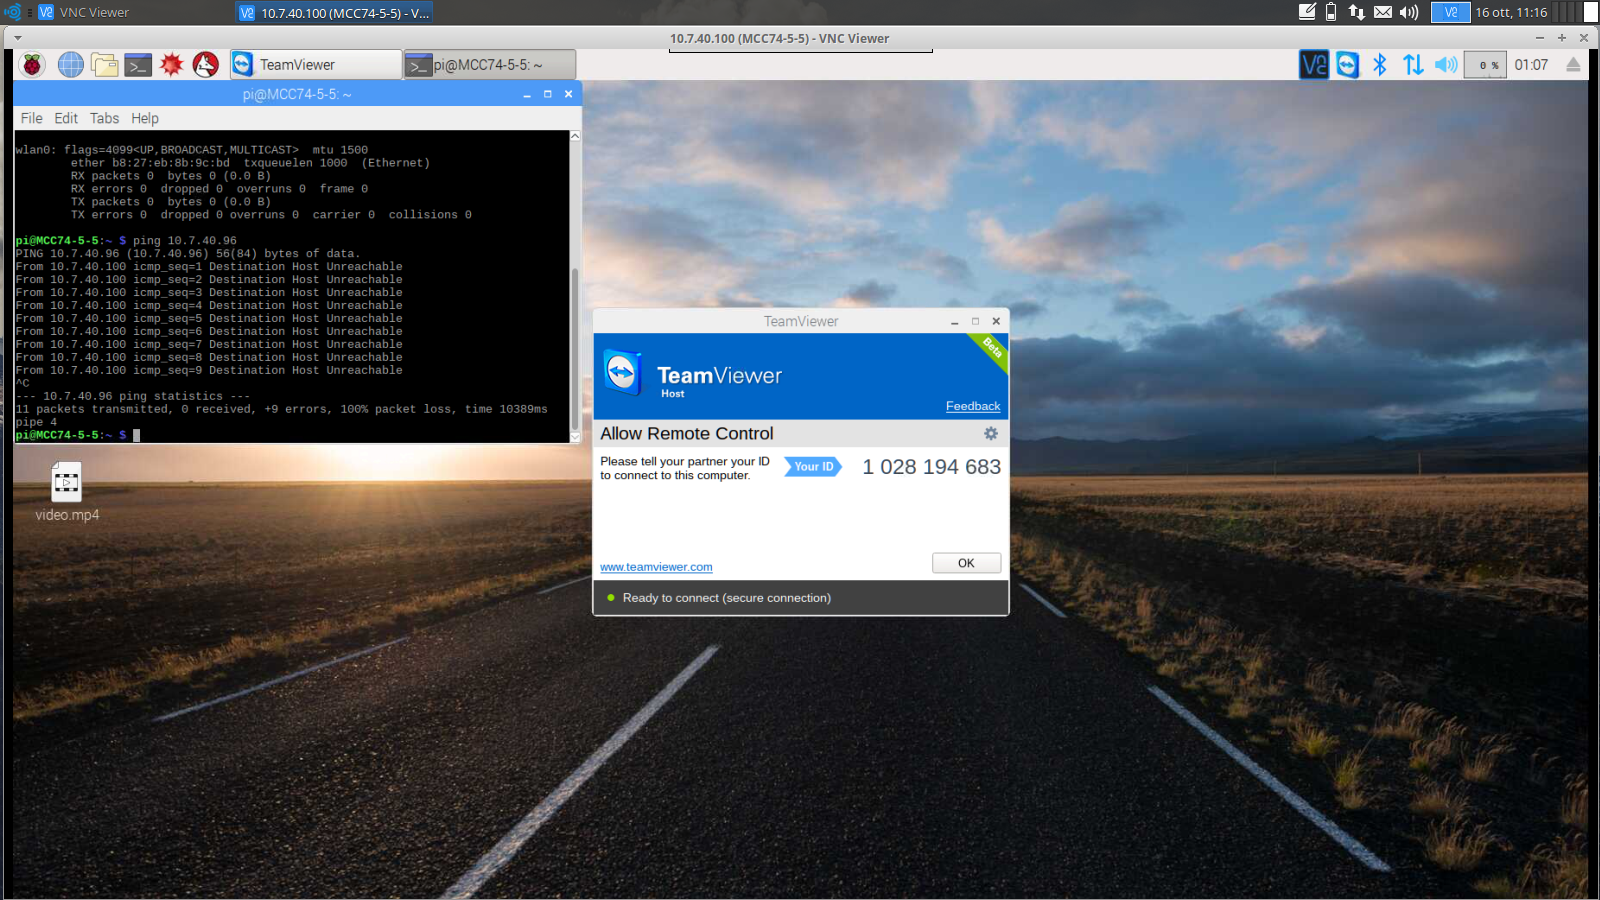 VNC Viewer
10.7.40.100 (MCC74-5-5) - V...
16 ott, 11:16
10.7.40.100 (MCC74-5-5) - VNC Viewer
TeamViewer
pi@MCC74-5-5: ~
0 %
01:07
pi@MCC74-5-5: ~
File Edit Tabs Help
wlan0: flags=4099<UP,BROADCAST,MULTICAST>  mtu 1500
ether b8:27:eb:8b:9c:bd  txqueuelen 1000  (Ethernet)
RX packets 0  bytes 0 (0.0 B)
RX errors 0  dropped 0  overruns 0  frame 0
TX packets 0  bytes 0 (0.0 B)
TX errors 0  dropped 0 overruns 0  carrier 0  collisions 0
pi@MCC74-5-5:~ $ ping 10.7.40.96
PING 10.7.40.96 (10.7.40.96) 56(84) bytes of data.
From 10.7.40.100 icmp_seq=1 Destination Host Unreachable
From 10.7.40.100 icmp_seq=2 Destination Host Unreachable
From 10.7.40.100 icmp_seq=3 Destination Host Unreachable
From 10.7.40.100 icmp_seq=4 Destination Host Unreachable
From 10.7.40.100 icmp_seq=5 Destination Host Unreachable
From 10.7.40.100 icmp_seq=6 Destination Host Unreachable
From 10.7.40.100 icmp_seq=7 Destination Host Unreachable
From 10.7.40.100 icmp_seq=8 Destination Host Unreachable
From 10.7.40.100 icmp_seq=9 Destination Host Unreachable
^C
--- 10.7.40.96 ping statistics ---
11 packets transmitted, 0 received, +9 errors, 100% packet loss, time 10389ms
pipe 4
pi@MCC74-5-5:~ $
video.mp4
TeamViewer
Beta
TeamViewer
Host
Feedback
Allow Remote Control
Please tell your partner your ID
to connect to this computer.
Your ID
1 028 194 683
www.teamviewer.com
OK
Ready to connect (secure connection)